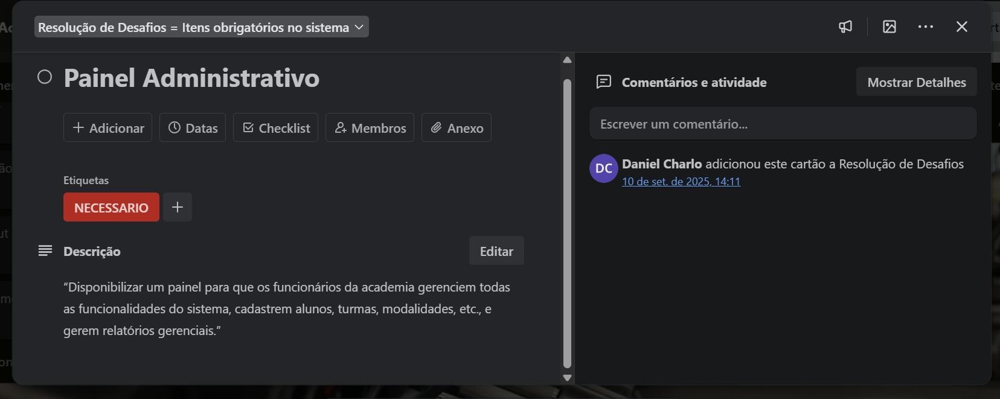 Resolução de Desafios = Itens obrigatórios no sistema
Painel Administrativo
Adicionar
Datas
Checklist
Membros
Anexo
Etiquetas
NECESSARIO
Descrição
Editar
“Disponibilizar um painel para que os funcionários da academia gerenciem todas
as funcionalidades do sistema, cadastrem alunos, turmas, modalidades, etc., e
gerem relatórios gerenciais.”
Comentários e atividade
Mostrar Detalhes
Escrever um comentário...
DC
Daniel Charlo adicionou este cartão a Resolução de Desafios
10 de set. de 2025, 14:11